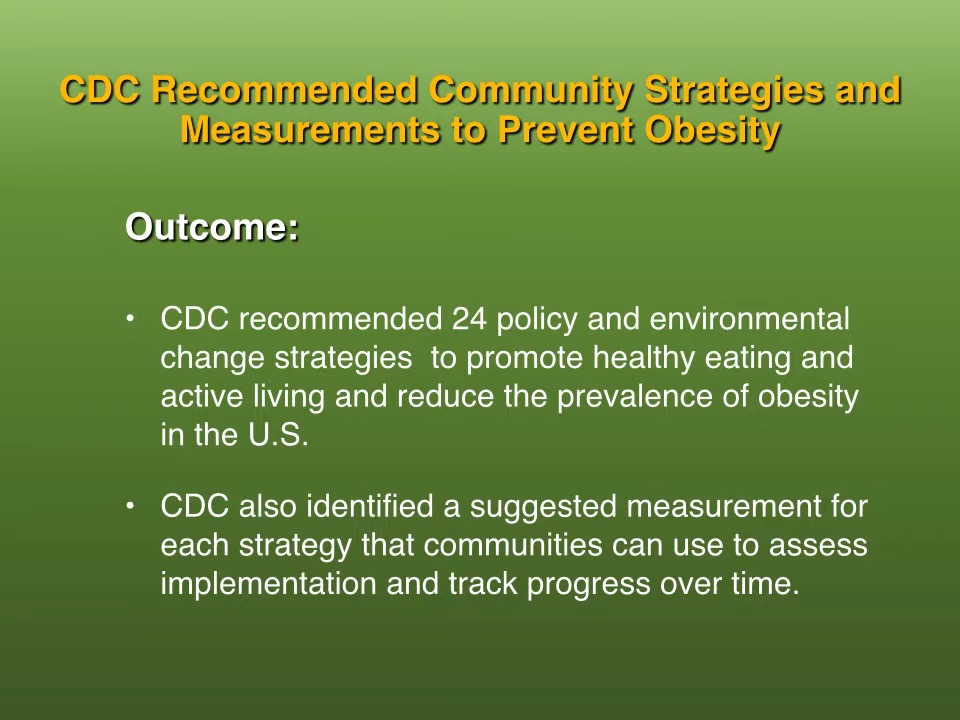 CDC Recommended Community Strategies and
Measurements to Prevent Obesity
Outcome:
• CDC recommended 24 policy and environmental
change strategies  to promote healthy eating and
active living and reduce the prevalence of obesity
in the U.S.
• CDC also identified a suggested measurement for
each strategy that communities can use to assess
implementation and track progress over time.